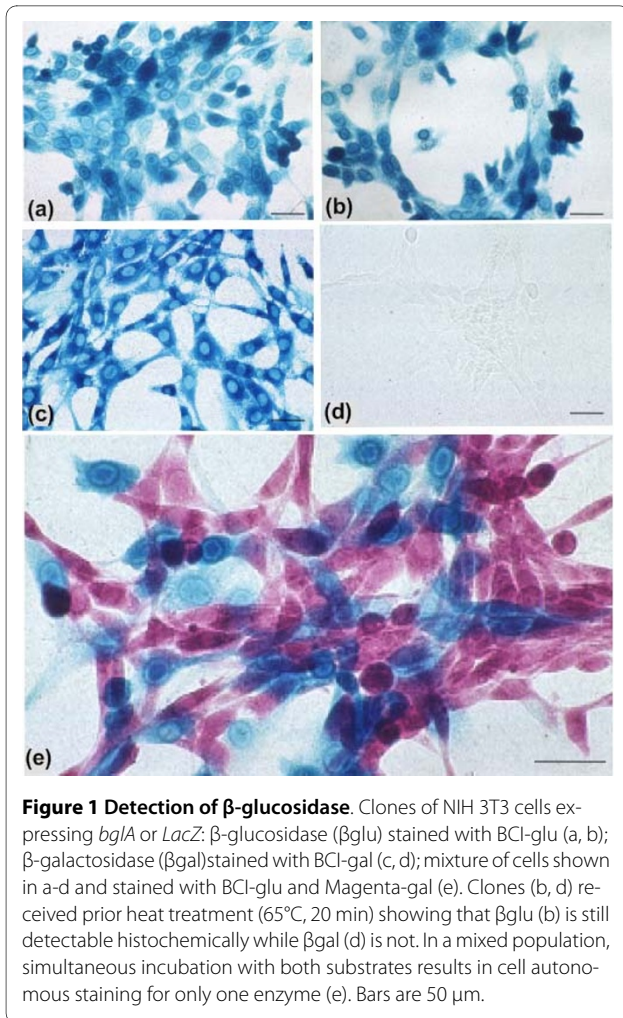 (a)
(b)
(c)
(d)
(e)
Figure 1 Detection of β-glucosidase. Clones of NIH 3T3 cells ex-
pressing bglA or LacZ: β-glucosidase (βglu) stained with BCI-glu (a, b);
β-galactosidase (βgal)stained with BCI-gal (c, d); mixture of cells shown
in a-d and stained with BCI-glu and Magenta-gal (e). Clones (b, d) re-
ceived prior heat treatment (65°C, 20 min) showing that βglu (b) is still
detectable histochemically while βgal (d) is not. In a mixed population,
simultaneous incubation with both substrates results in cell autono-
mous staining for only one enzyme (e). Bars are 50 μm.